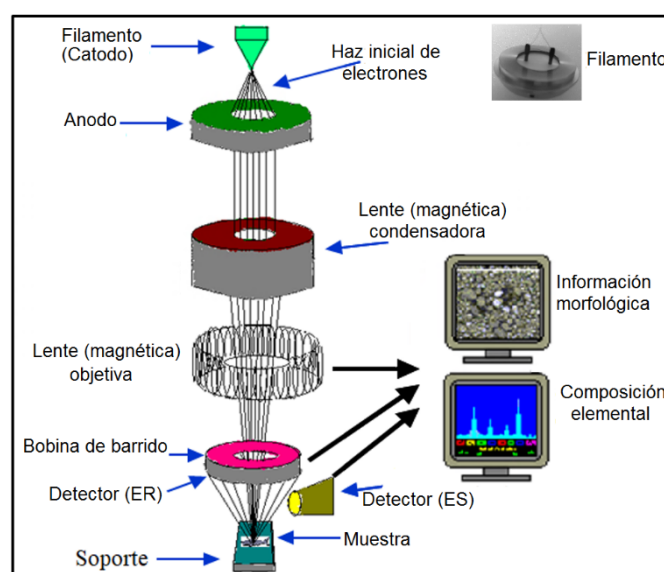 Filamento
(Catodo)
Haz inicial de
electrones
Filamento
Anodo
Lente (magnética)
condensadora
Información
morfológica
Lente (magnética)
objetiva
Composición
elemental
Bobina de barrido
Detector (ER)
Detector (ES)
Muestra
Soporte